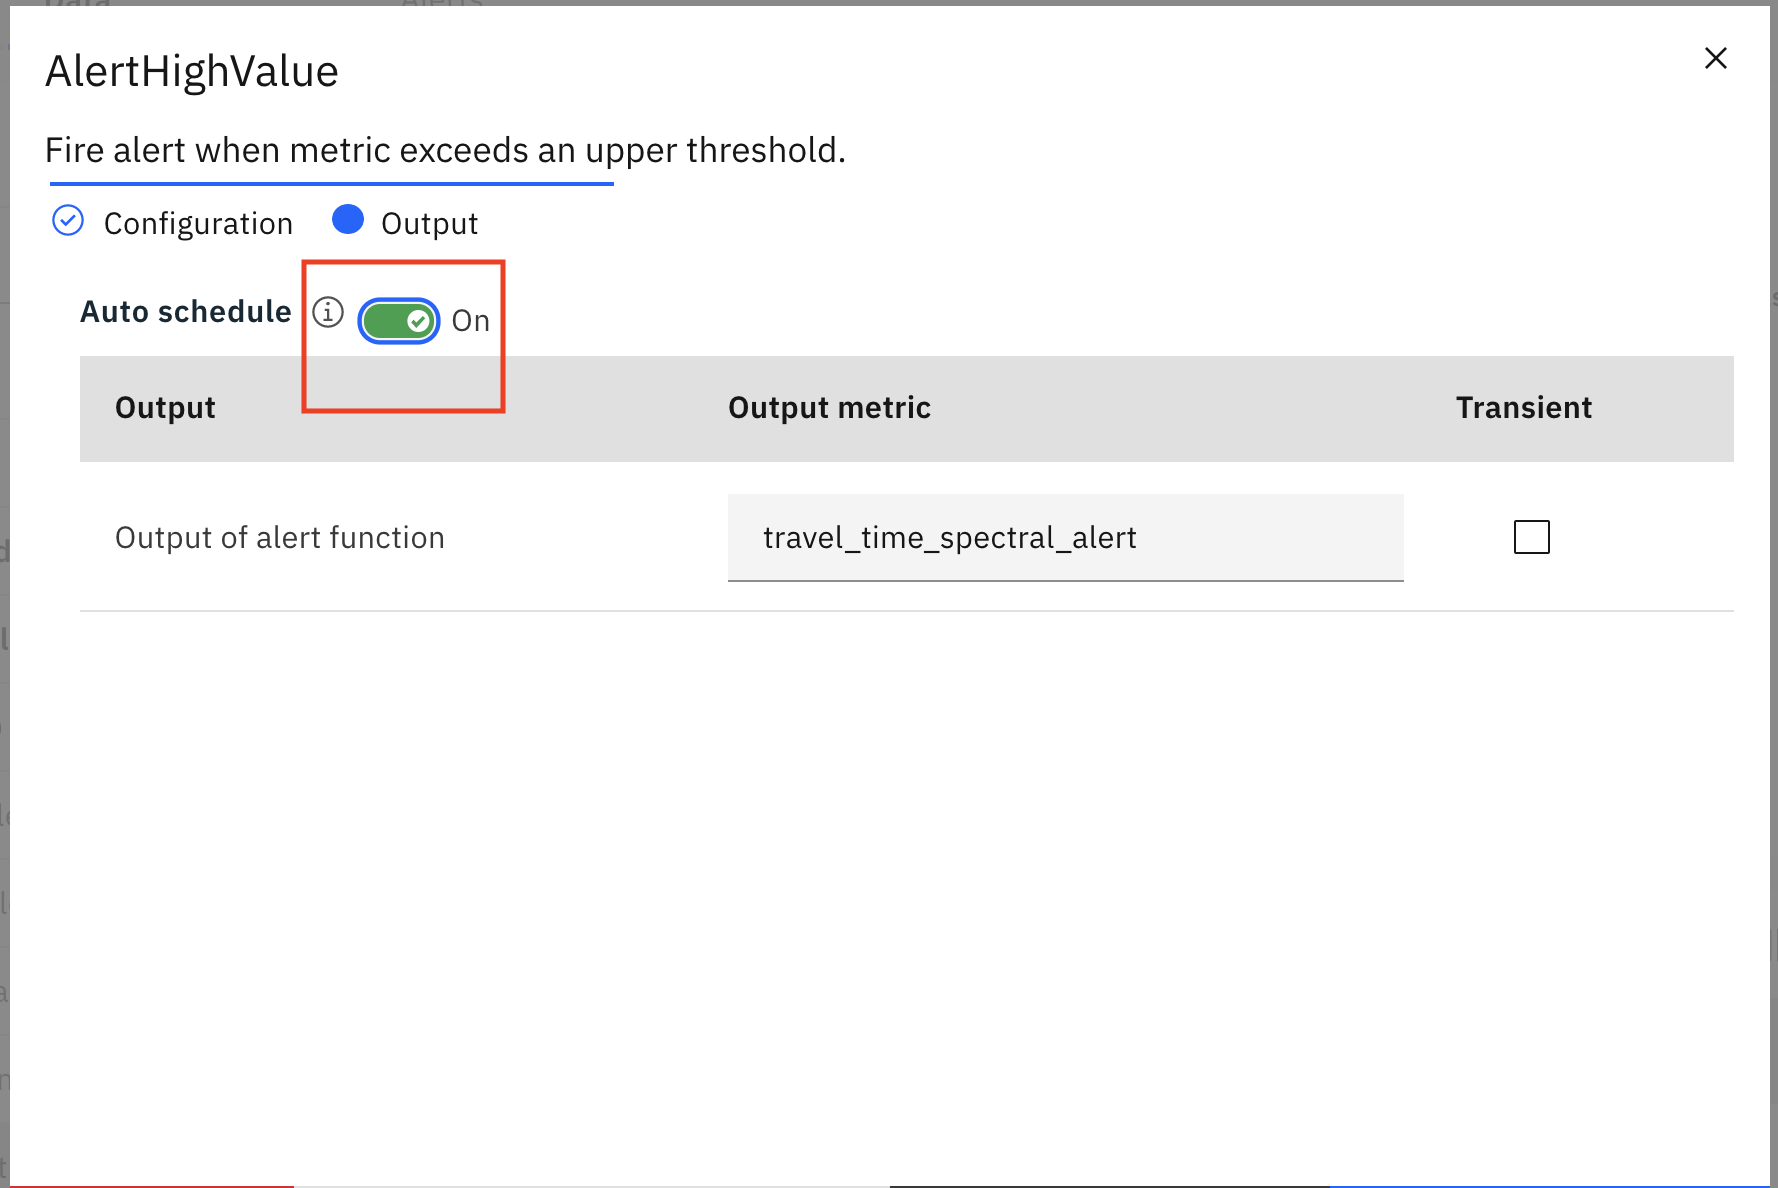 AlertHighValue
Fire alert when metric exceeds an upper threshold.
Configuration Output
Auto schedule On
Output Output metric Transient
Output of alert function travel_time_spectral_alert